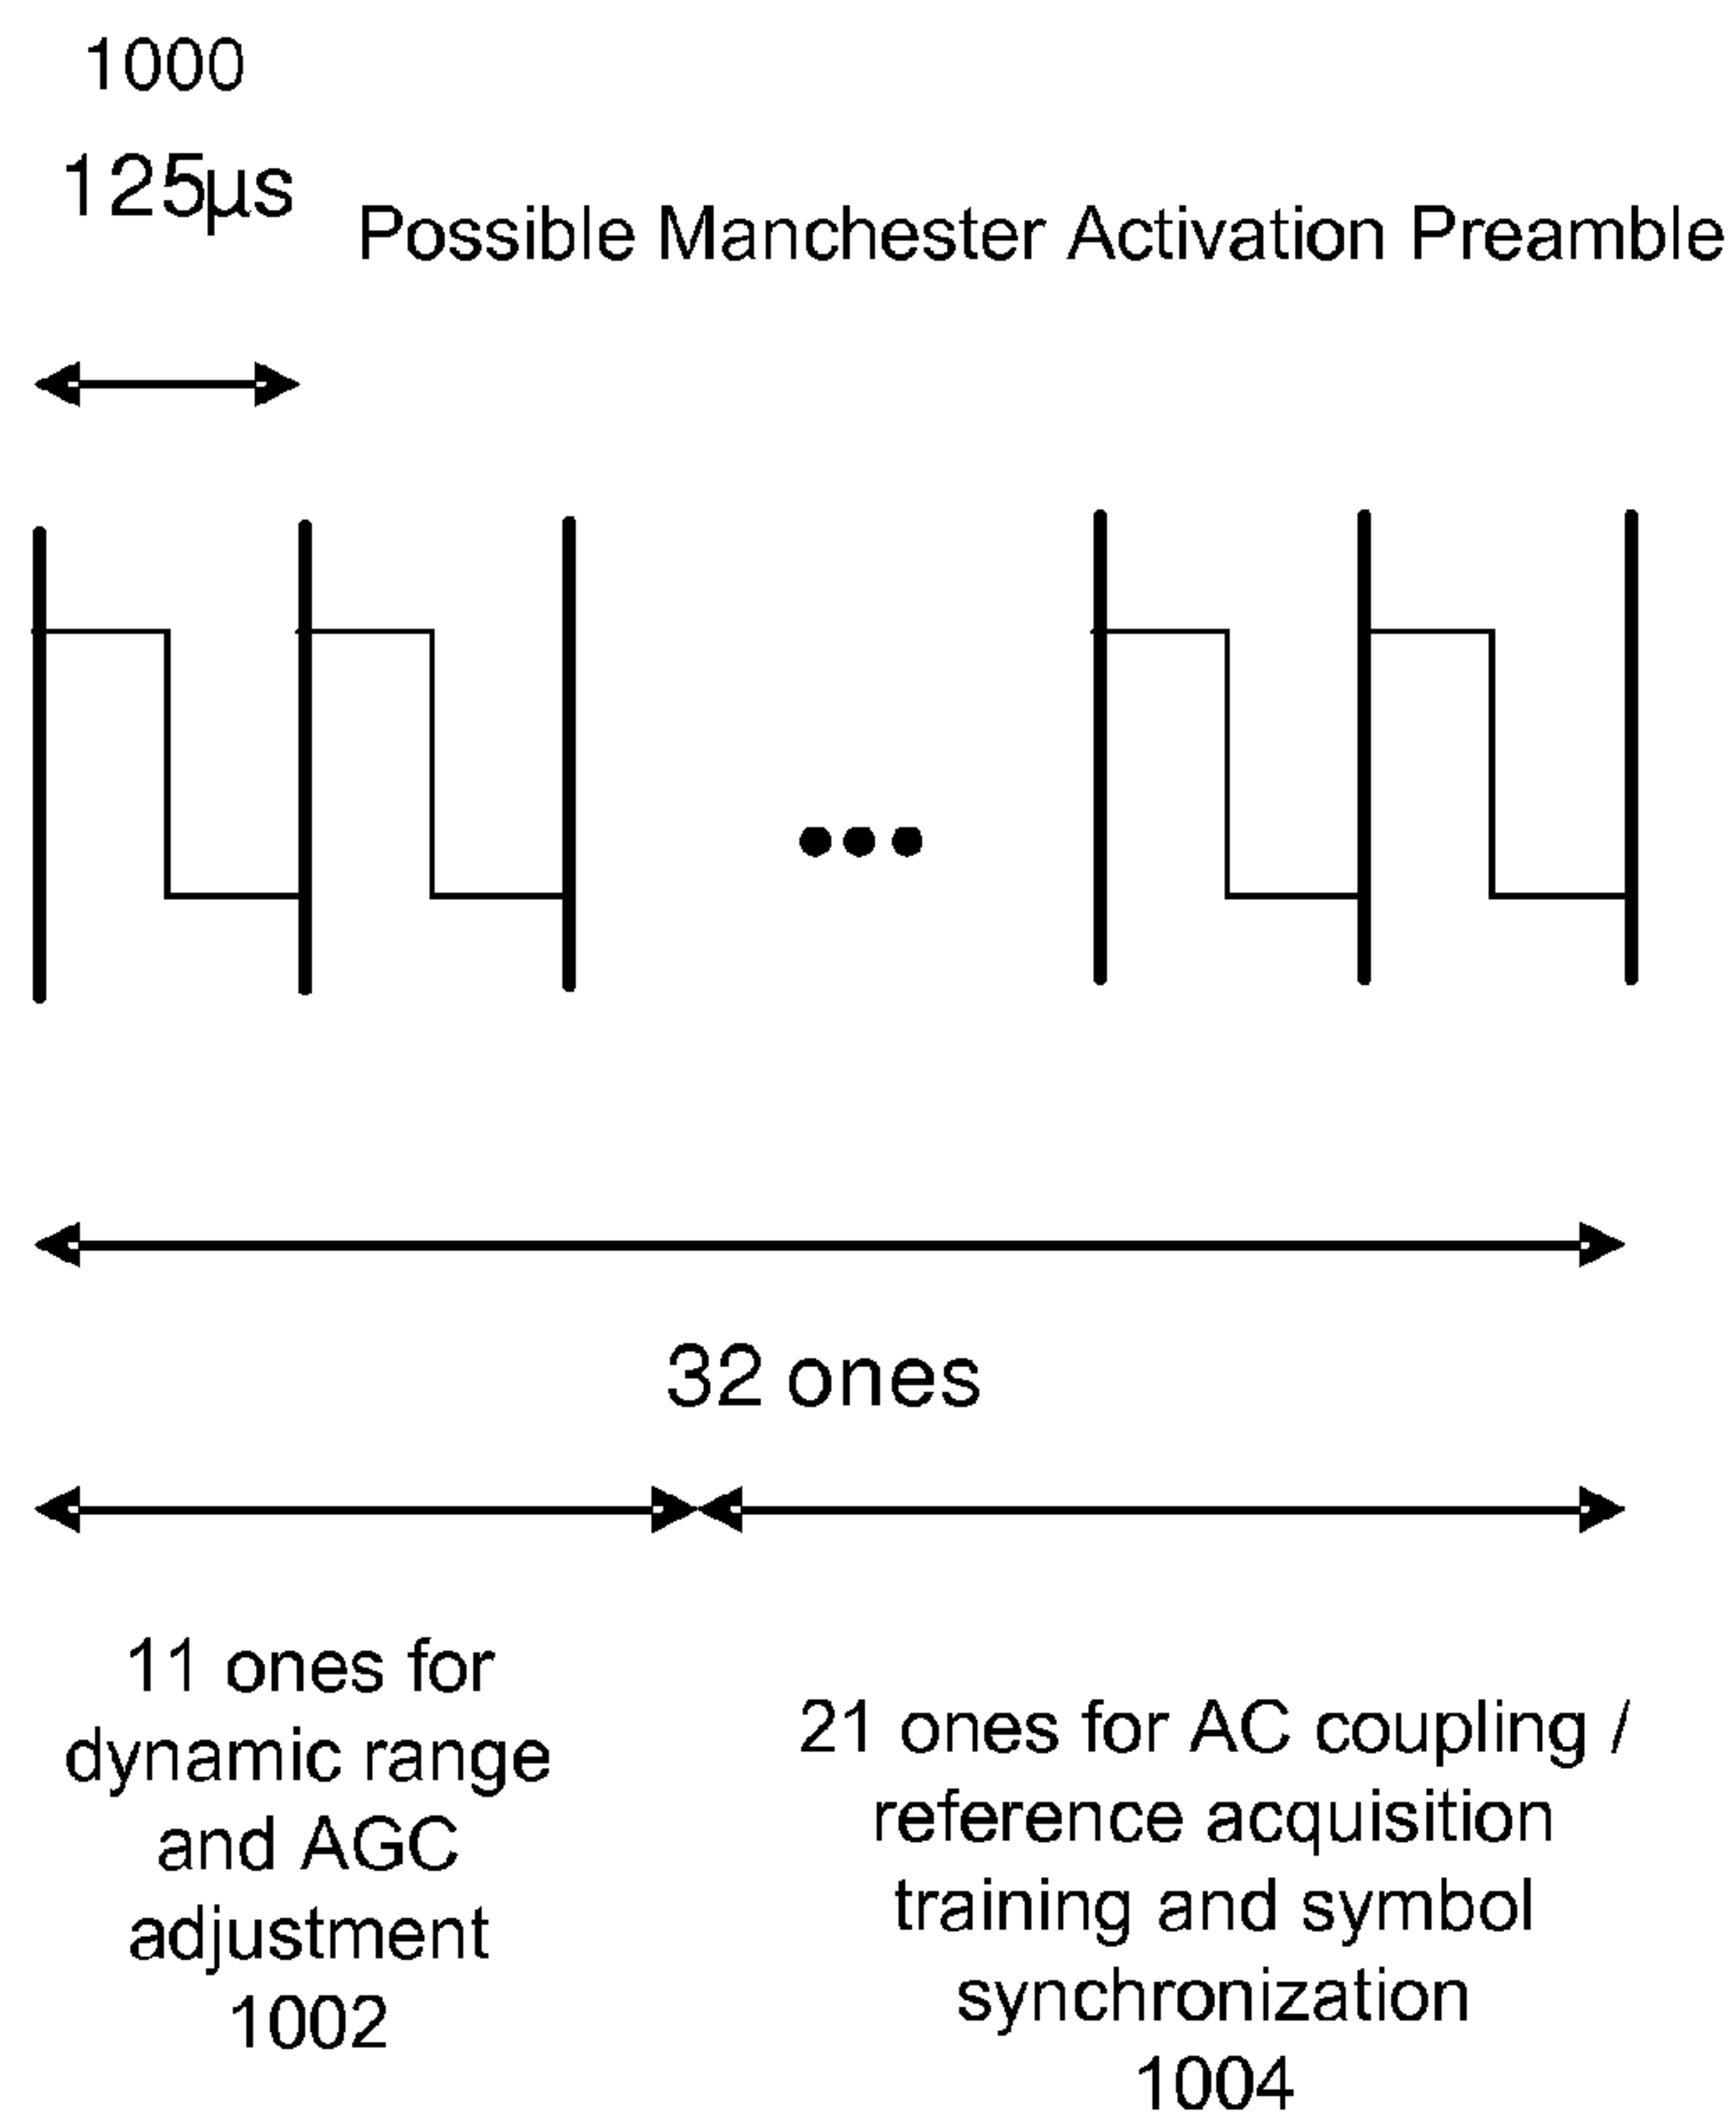 1000
125µs
Possible Manchester Activation Preamble
32 ones
11 ones for
dynamic range
and AGC
adjustment
1002
21 ones for AC coupling /
reference acquisition
training and symbol
synchronization
1004